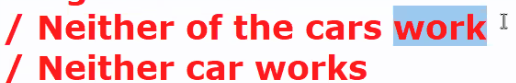 / Neither of the cars work
/ Neither car works